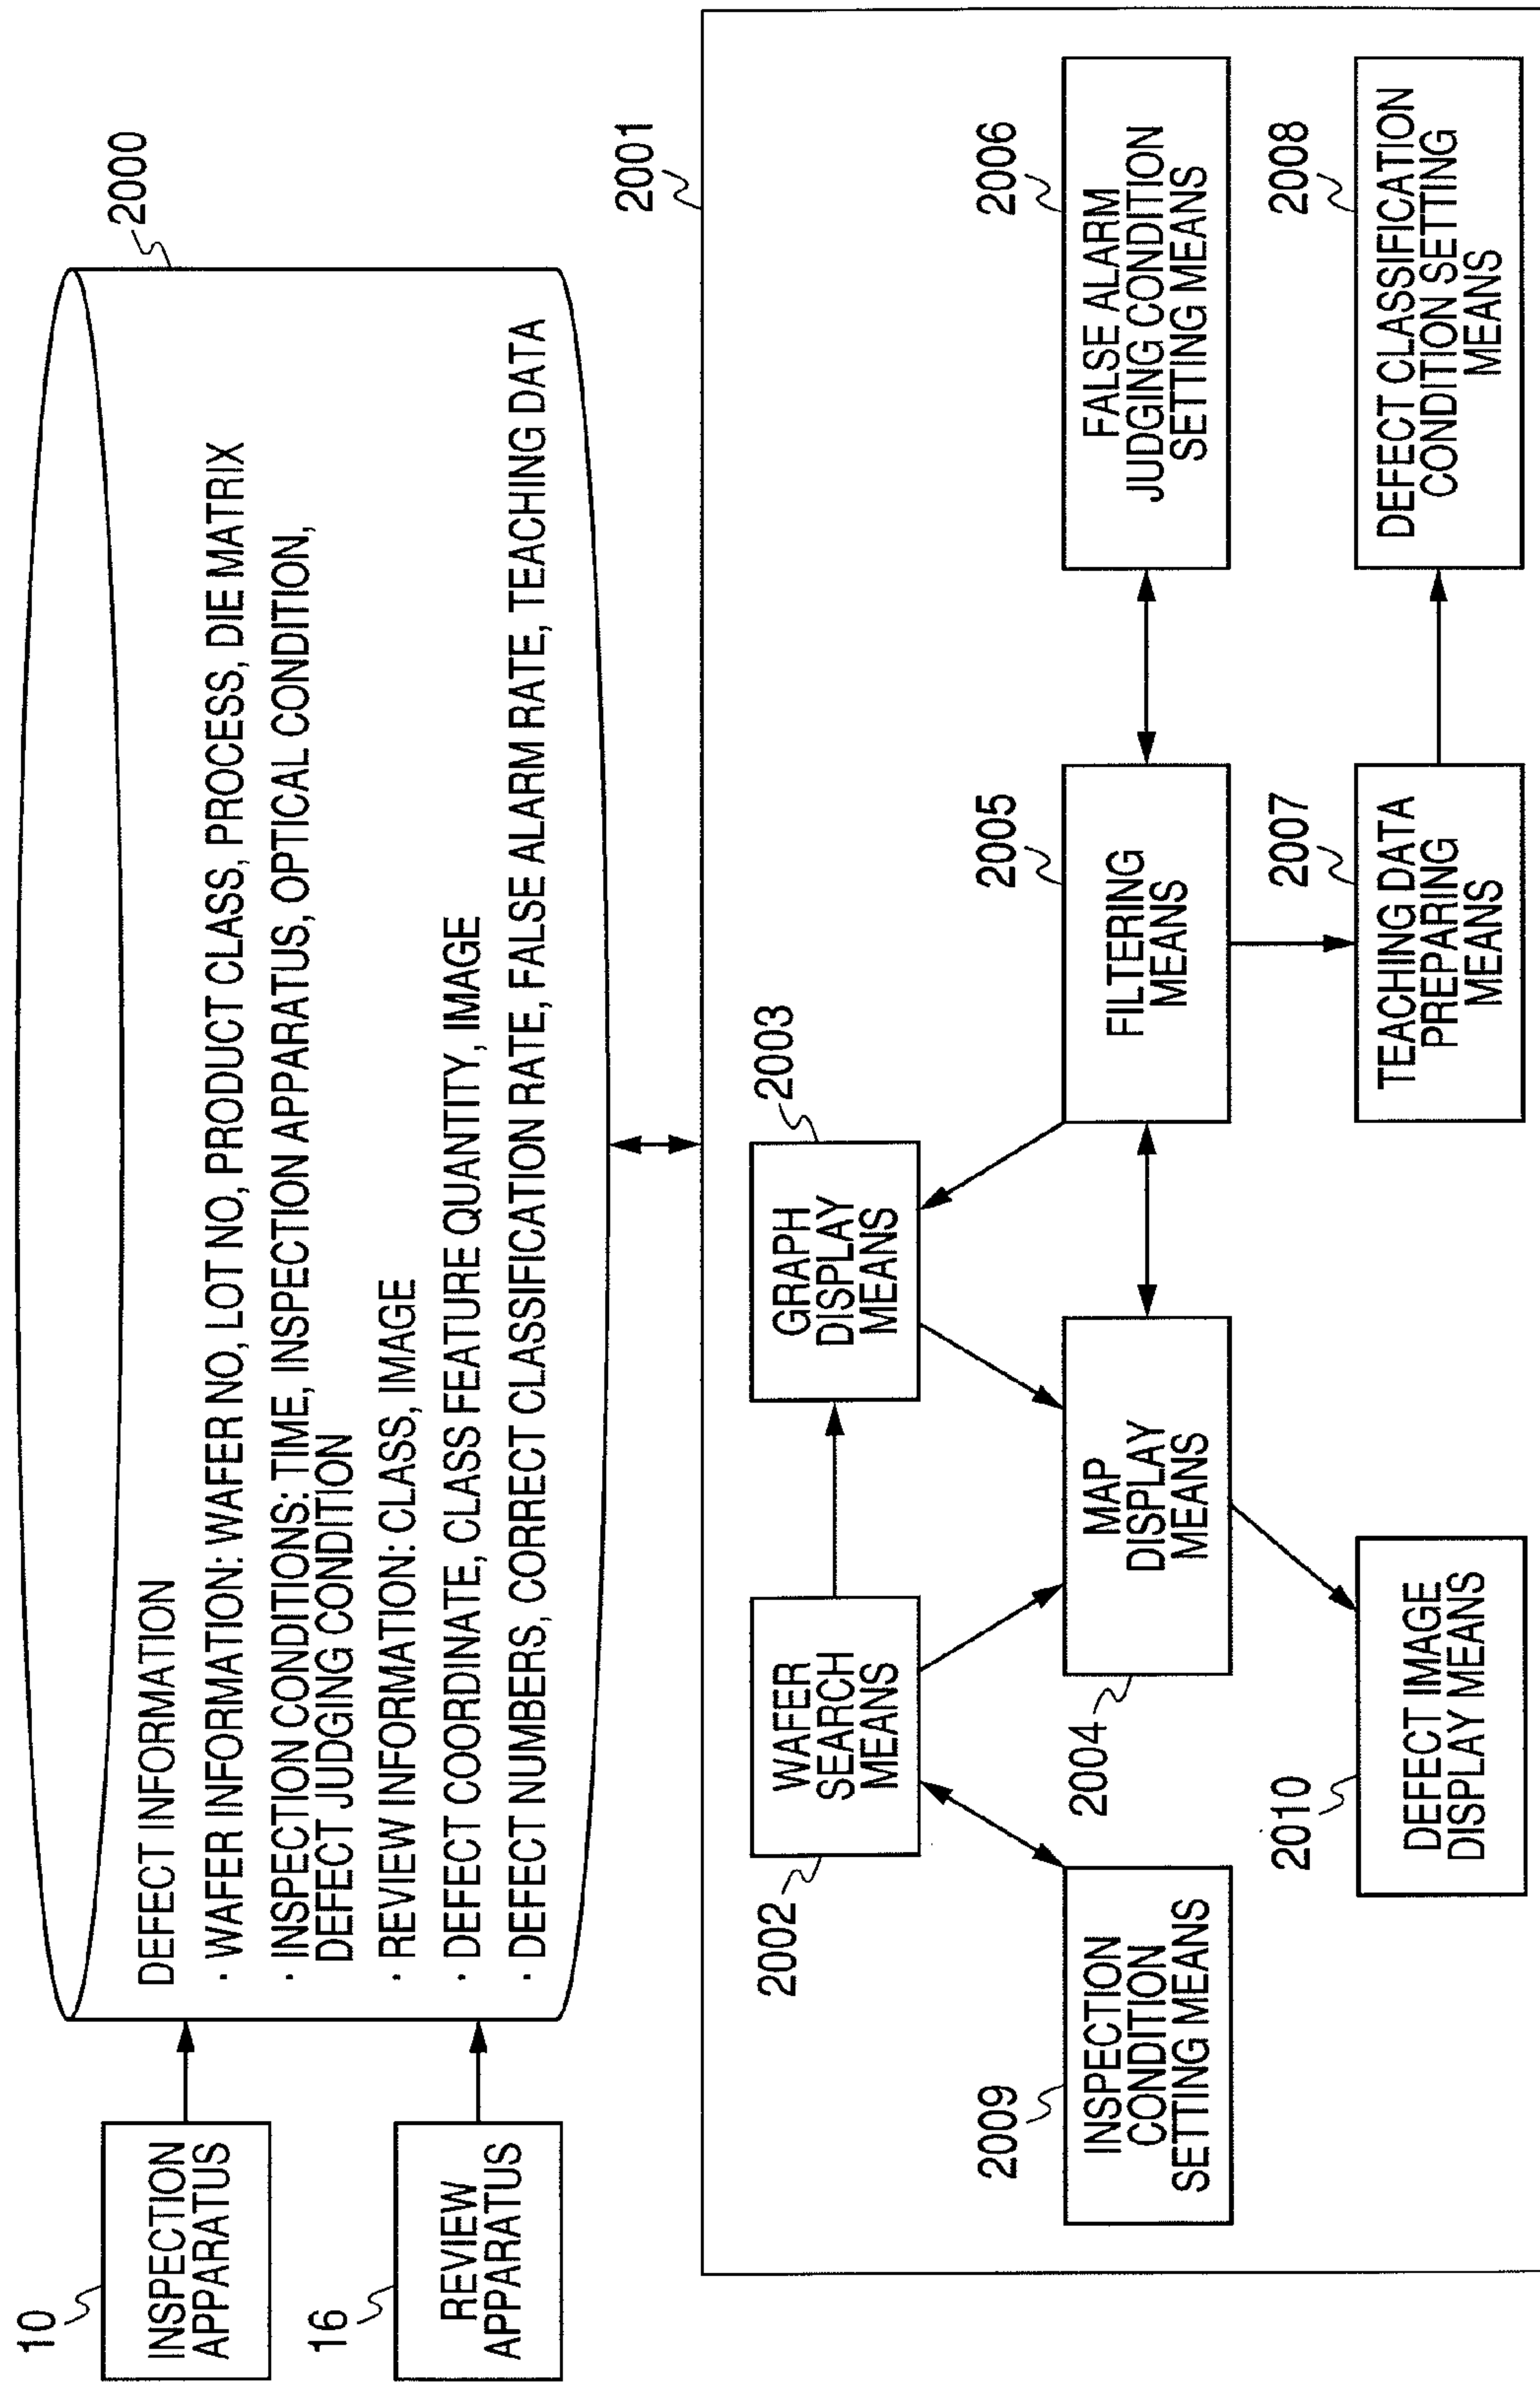 10
INSPECTION
APPARATUS
16
REVIEW
APPARATUS
2000
DEFECT INFORMATION
· WAFER INFORMATION: WAFER NO, LOT NO, PRODUCT CLASS, PROCESS, DIE MATRIX
· INSPECTION CONDITIONS: TIME, INSPECTION APPARATUS, OPTICAL CONDITION,
DEFECT JUDGING CONDITION
· REVIEW INFORMATION: CLASS, IMAGE
· DEFECT COORDINATE, CLASS FEATURE QUANTITY, IMAGE
· DEFECT NUMBERS, CORRECT CLASSIFICATION RATE, FALSE ALARM RATE, TEACHING DATA
2001
2002
WAFER
SEARCH
MEANS
2003
GRAPH
DISPLAY
MEANS
2009
INSPECTION
CONDITION
SETTING MEANS
2004
MAP
DISPLAY
MEANS
2005
FILTERING
MEANS
2006
FALSE ALARM
JUDGING CONDITION
SETTING MEANS
2010
DEFECT IMAGE
DISPLAY MEANS
2007
TEACHING DATA
PREPARING
MEANS
2008
DEFECT CLASSIFICATION
CONDITION SETTING
MEANS